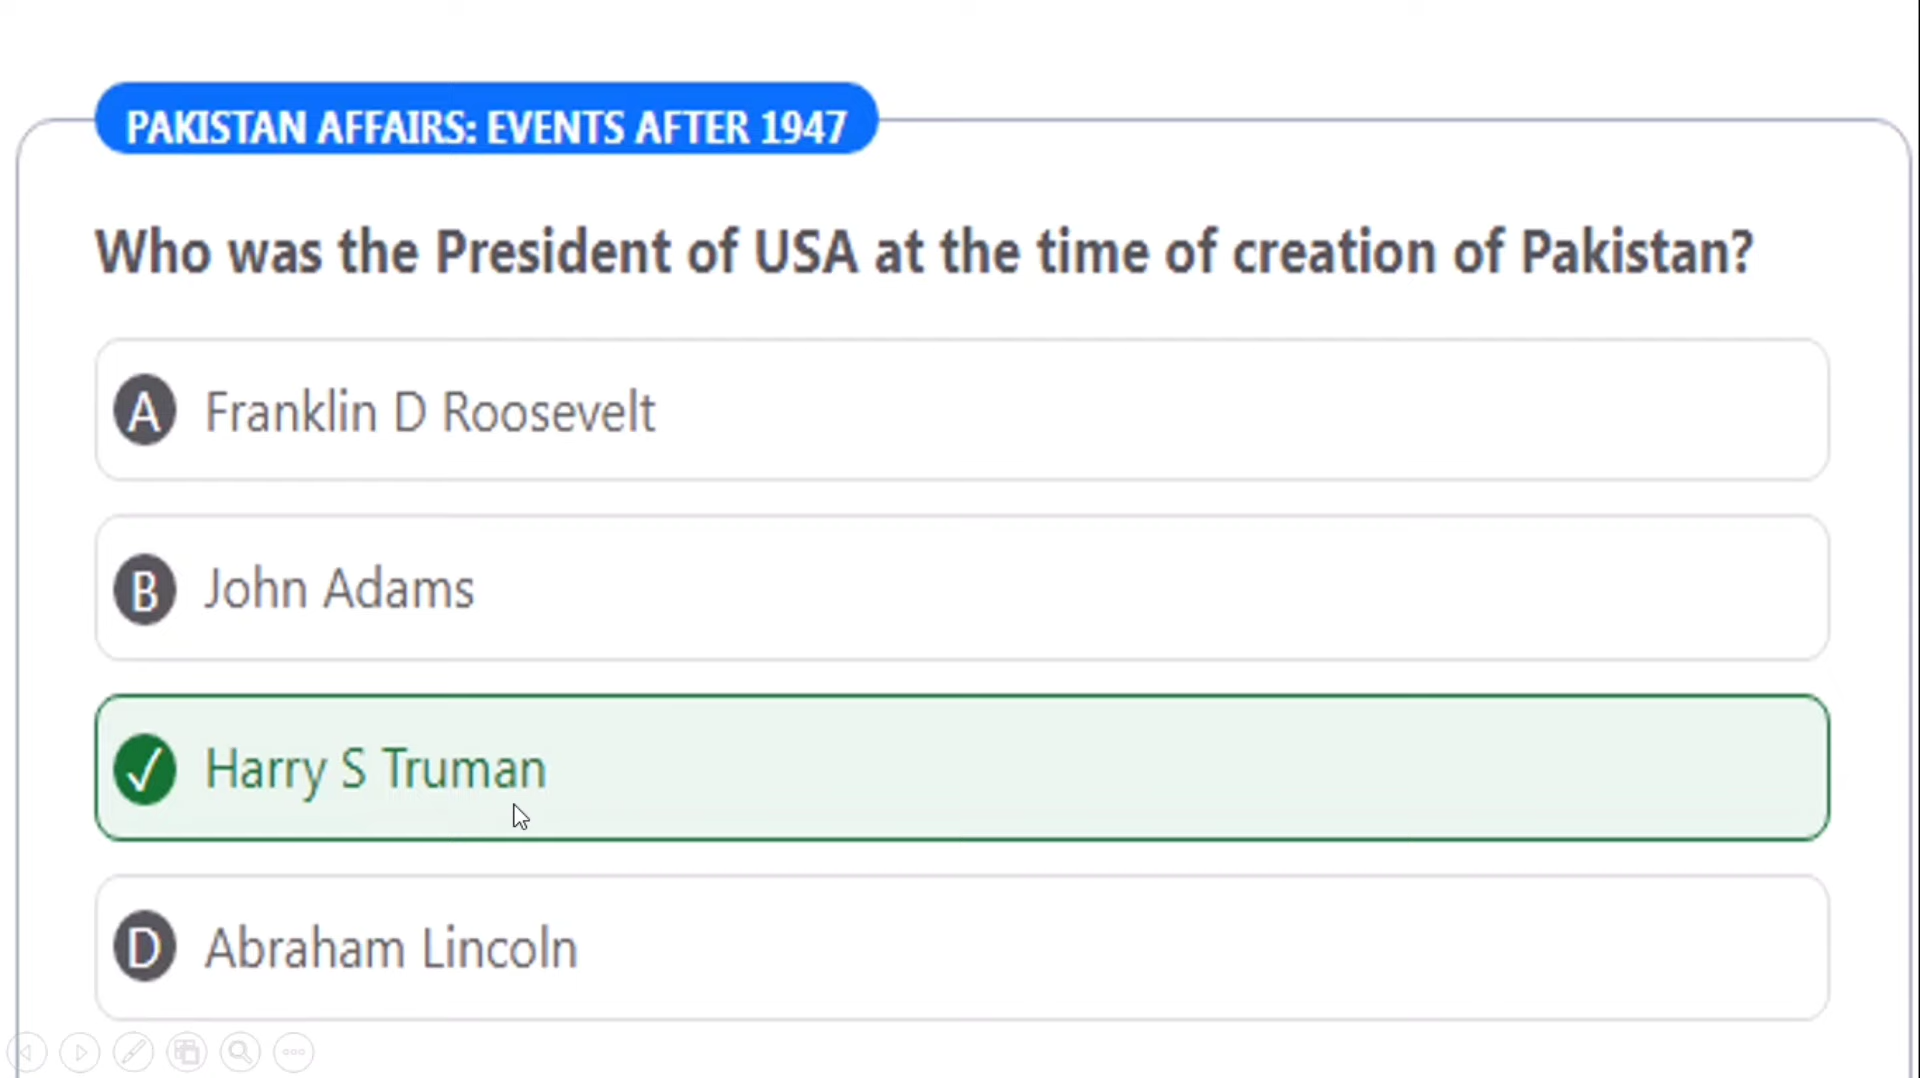 PAKISTAN AFFAIRS: EVENTS AFTER 1947
Who was the President of USA at the time of creation of Pakistan?
A Franklin D Roosevelt
B John Adams
✓ Harry S Truman
D Abraham Lincoln